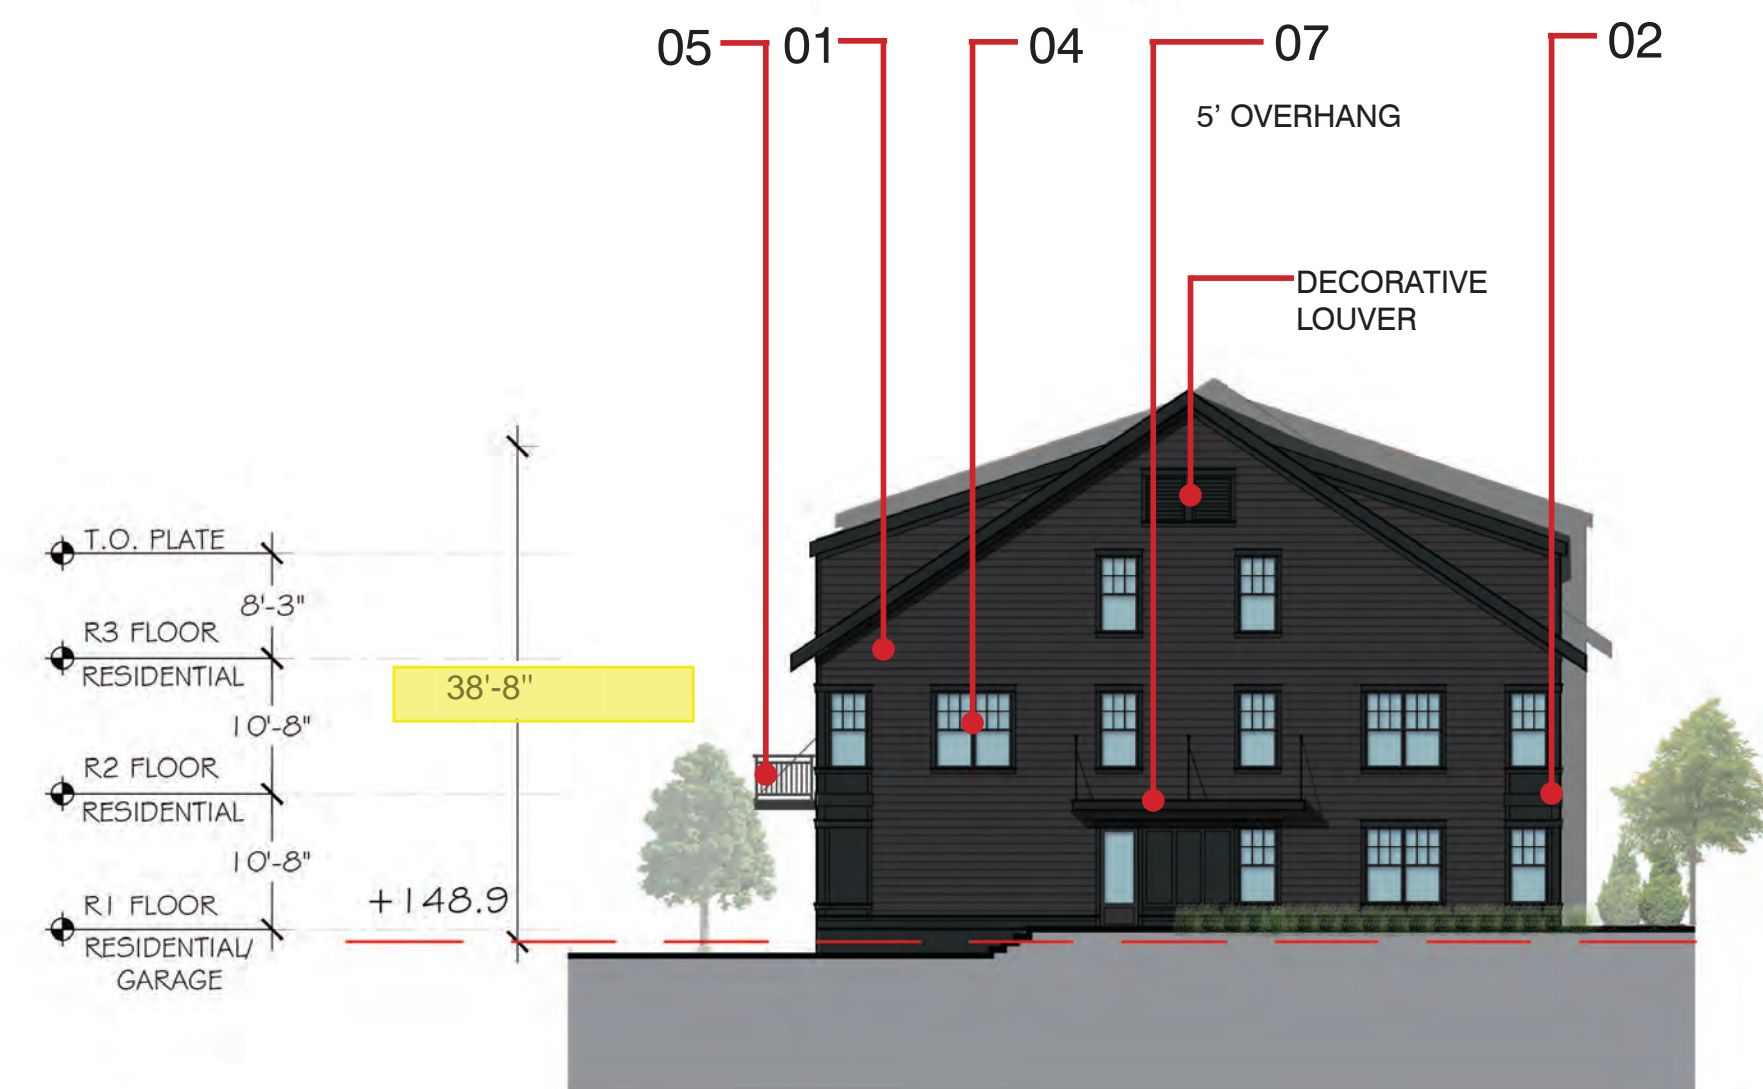 05 01 04 07 02
5' OVERHANG
DECORATIVE
LOUVER
T.O. PLATE
8'-3"
R3 FLOOR
RESIDENTIAL
38'-8"
10'-8"
R2 FLOOR
RESIDENTIAL
10'-8"
R1 FLOOR
+148.9
RESIDENTIAL/
GARAGE